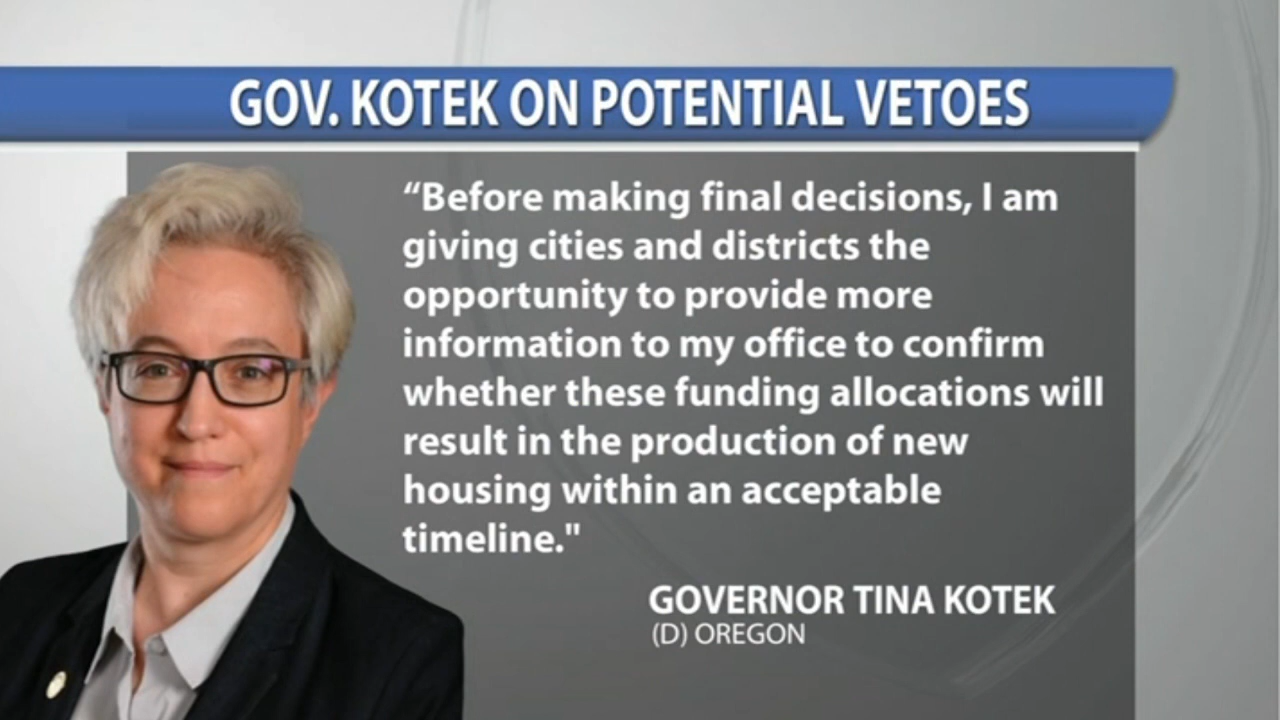 GOV. KOTEK ON POTENTIAL VETOES
“Before making final decisions, I am
giving cities and districts the
opportunity to provide more
information to my office to confirm
whether these funding allocations will
result in the production of new
housing within an acceptable
timeline."
GOVERNOR TINA KOTEK
(D) OREGON